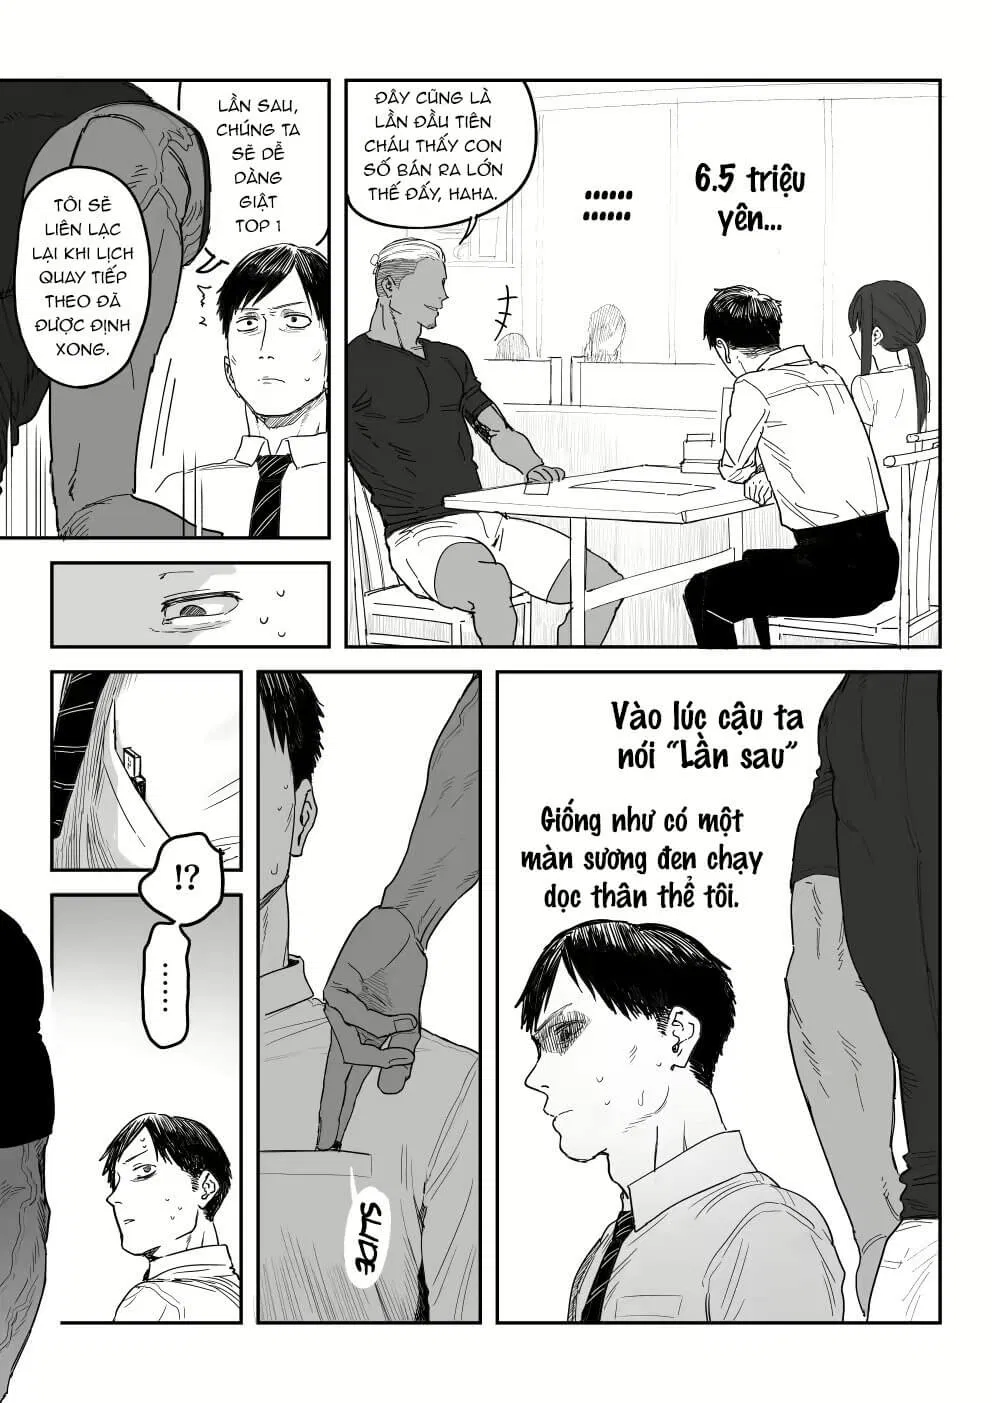 ĐÂY CŨNG LÀ
LẦN ĐẦU TIÊN
CHÁU THẤY CON
SỐ BÁN RA LỚN
THẾ ĐẤY, HAHA.
6.5 triệu
yên...
.......
.......
LẦN SAU,
CHÚNG TA
SẼ DỄ
DÀNG
GIẬT
TOP 1
TÔI SẼ
LIÊN LẠC
LẠI KHI LỊCH
QUAY TIẾP
THEO ĐÃ
ĐƯỢC ĐỊNH
XONG.
Vào lúc cậu ta
nói “Lần sau”
Giống như có một
màn sương đen chạy
dọc thân thể tôi.
SLIDE
!?
......